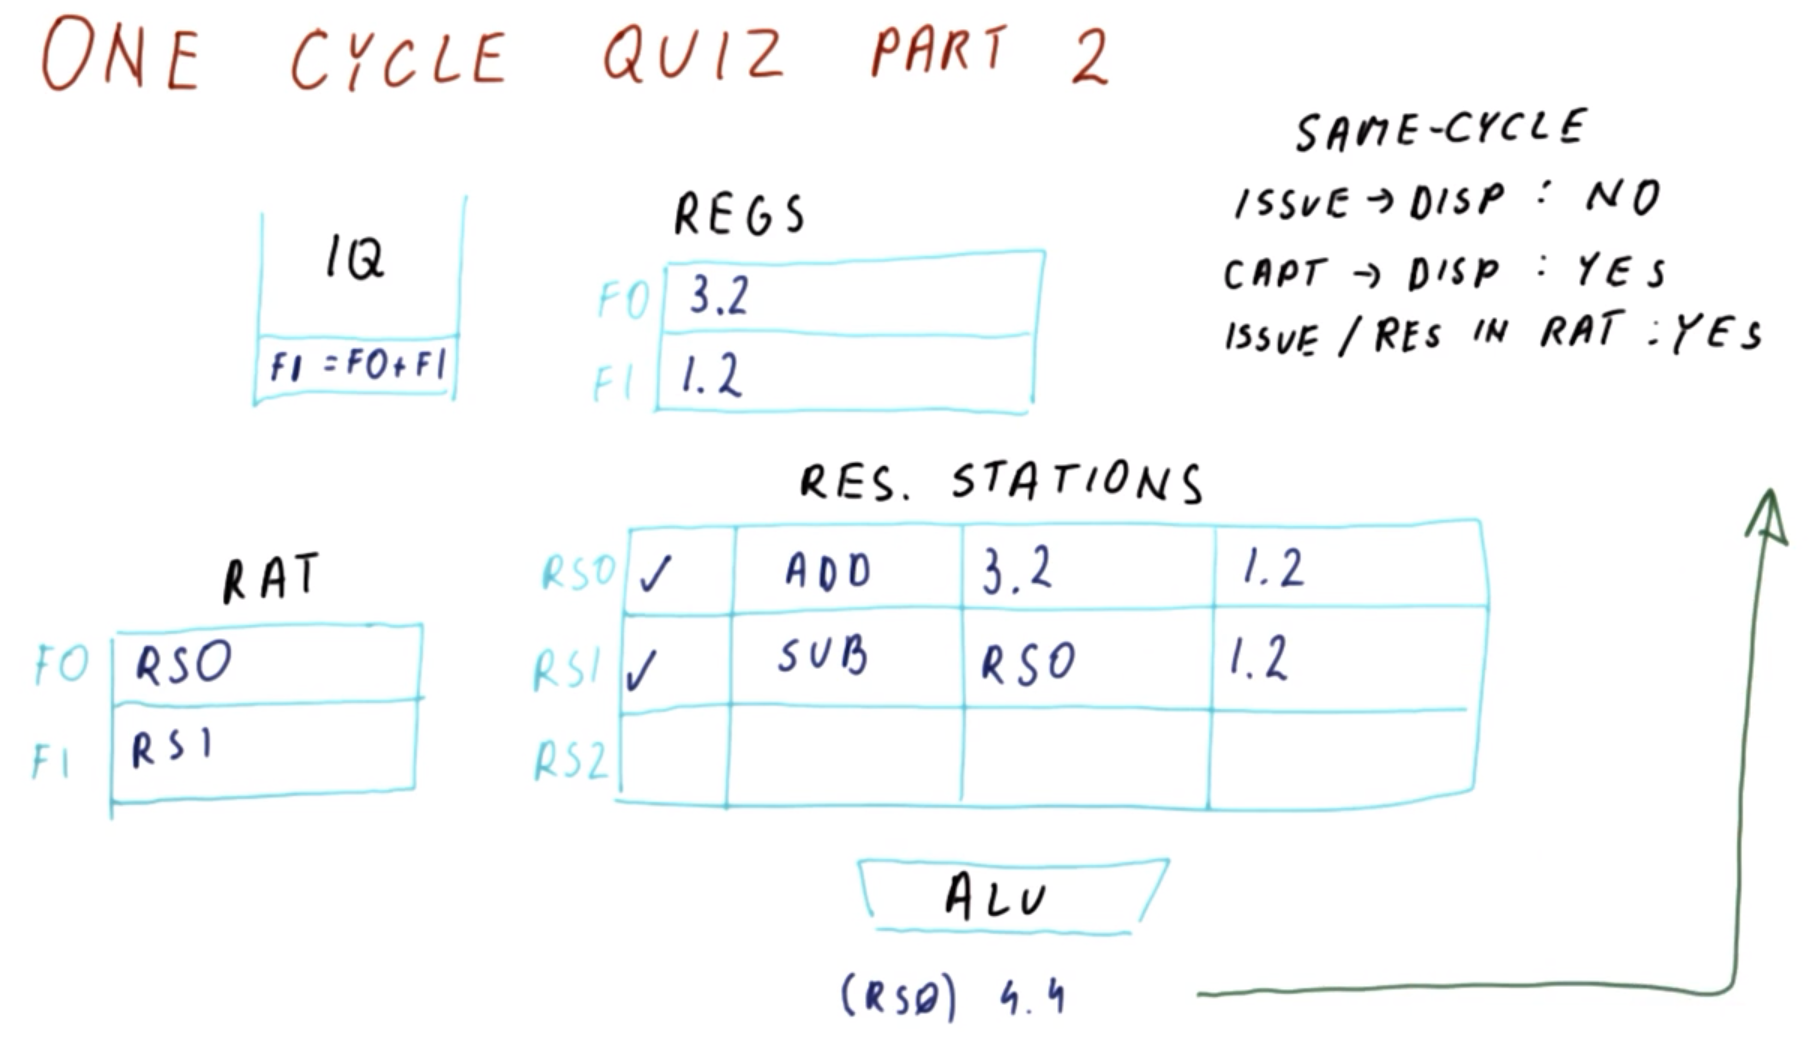 ONE CYCLE QUIZ PART 2
SAME-CYCLE
ISSUE → DISP : NO
CAPT → DISP : YES
ISSUE / RES IN RAT : YES
IQ
F1 = F0 + F1
REGS
F0 3.2
F1 1.2
RES. STATIONS
RS0 ✓ ADD 3.2 1.2
RS1 ✓ SUB RS0 1.2
RS2
RAT
F0 RS0
F1 RS1
ALU
(RS0) 4.4